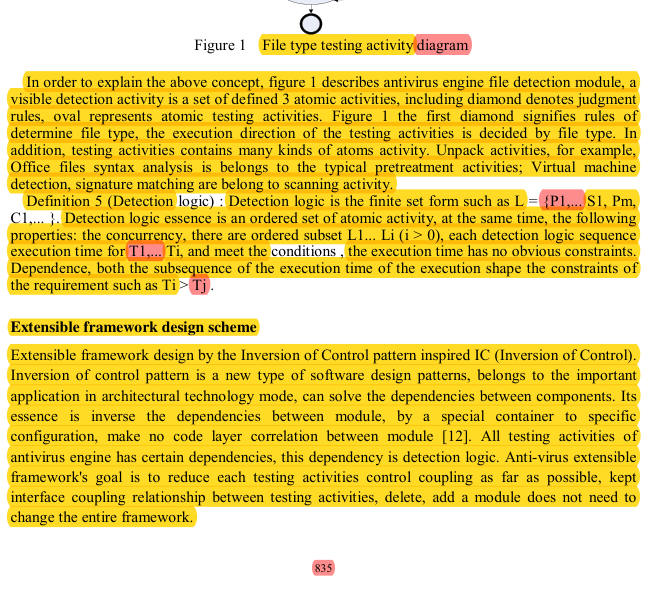 Figure 1 File type testing activity diagram
In order to explain the above concept, figure 1 describes antivirus engine file detection module, a
visible detection activity is a set of defined 3 atomic activities, including diamond denotes judgment
rules, oval represents atomic testing activities. Figure 1 the first diamond signifies rules of
determine file type, the execution direction of the testing activities is decided by file type. In
addition, testing activities contains many kinds of atoms activity. Unpack activities, for example,
Office files syntax analysis is belongs to the typical pretreatment activities; Virtual machine
detection, signature matching are belong to scanning activity.
Definition 5 (Detection logic) : Detection logic is the finite set form such as L = {P1,... S1, Pm,
C1,... }. Detection logic essence is an ordered set of atomic activity, at the same time, the following
properties: the concurrency, there are ordered subset L1... Li (i > 0), each detection logic sequence
execution time for T1,... Ti, and meet the conditions , the execution time has no obvious constraints.
Dependence, both the subsequence of the execution time of the execution shape the constraints of
the requirement such as Ti > Tj .
Extensible framework design scheme
Extensible framework design by the Inversion of Control pattern inspired IC (Inversion of Control).
Inversion of control pattern is a new type of software design patterns, belongs to the important
application in architectural technology mode, can solve the dependencies between components. Its
essence is inverse the dependencies between module, by a special container to specific
configuration, make no code layer correlation between module [12]. All testing activities of
antivirus engine has certain dependencies, this dependency is detection logic. Anti-virus extensible
framework's goal is to reduce each testing activities control coupling as far as possible, kept
interface coupling relationship between testing activities, delete, add a module does not need to
change the entire framework.
835